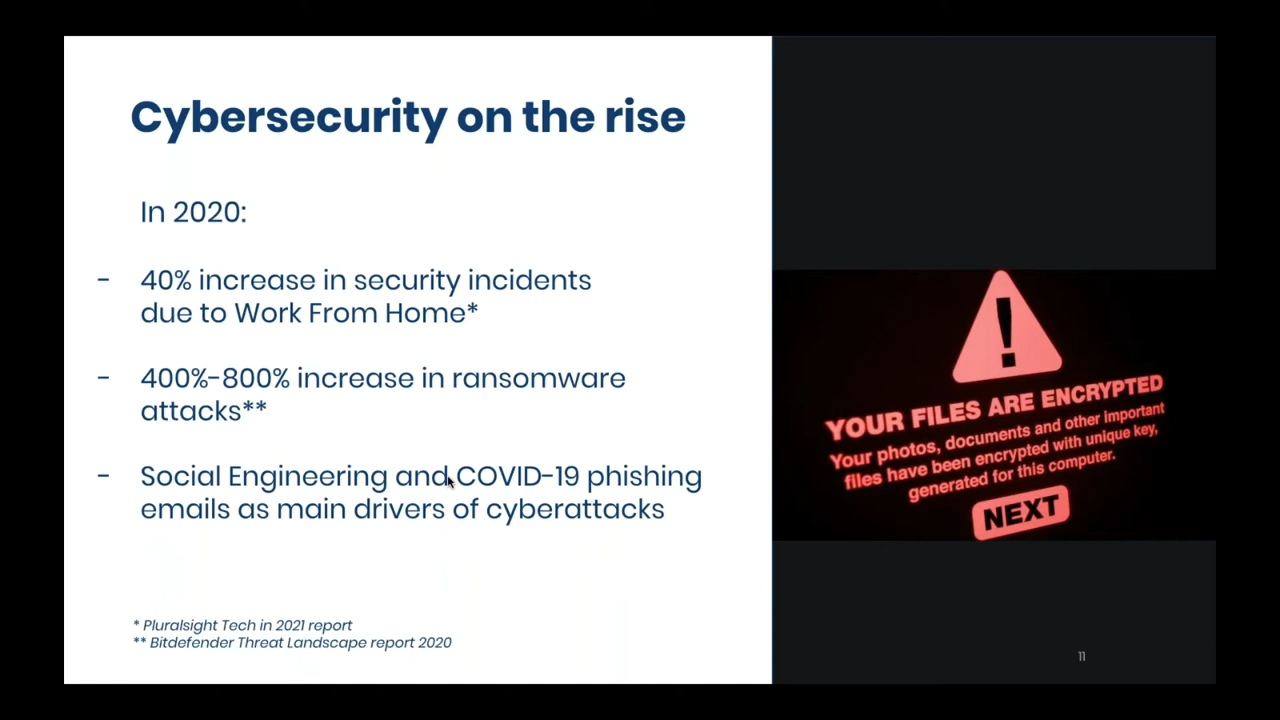 Cybersecurity on the rise
In 2020:
- 40% increase in security incidents
due to Work From Home*
- 400%-800% increase in ransomware
attacks**
- Social Engineering and COVID-19 phishing
emails as main drivers of cyberattacks
* Pluralsight Tech in 2021 report
** Bitdefender Threat Landscape report 2020
!
YOUR FILES ARE ENCRYPTED
Your photos, documents and other important
files have been encrypted with unique key,
generated for this computer.
NEXT
11